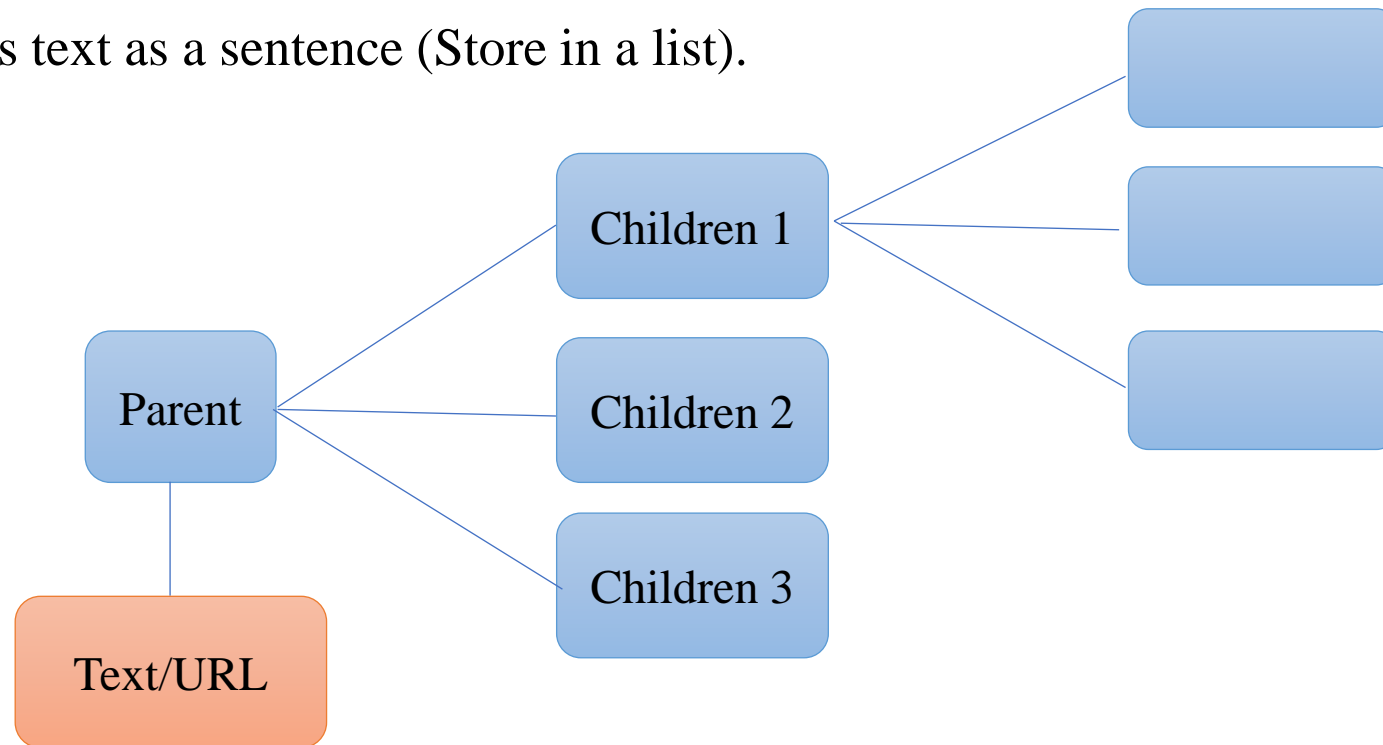 s text as a sentence (Store in a list).
Children 1
Parent
Children 2
Children 3
Text/URL